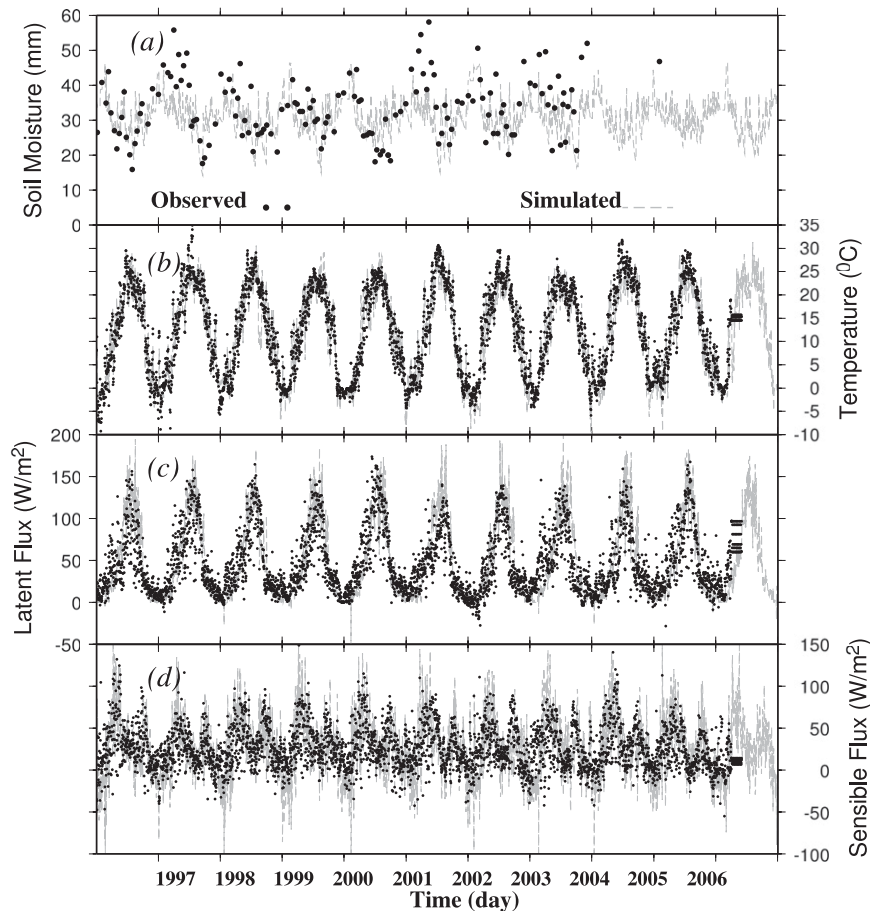 (a)
Soil Moisture (mm)
60
50
40
30
20
10
0
Observed
Simulated
(b)
Temperature (⁰C)
35
30
25
20
15
10
5
0
-5
-10
(c)
Latent Flux (W/m²)
200
150
100
50
0
-50
(d)
Sensible Flux (W/m²)
150
100
50
0
-50
-100
1997 1998 1999 2000 2001 2002 2003 2004 2005 2006
Time (day)